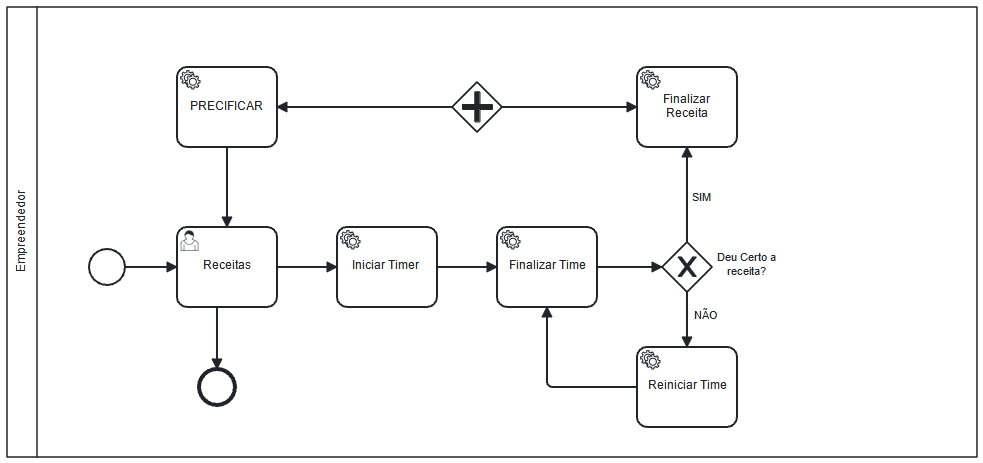 Empreendedor
PRECIFICAR
Finalizar
Receita
SIM
Receitas
Iniciar Timer
Finalizar Time
Deu Certo a
receita?
NÃO
Reiniciar Time